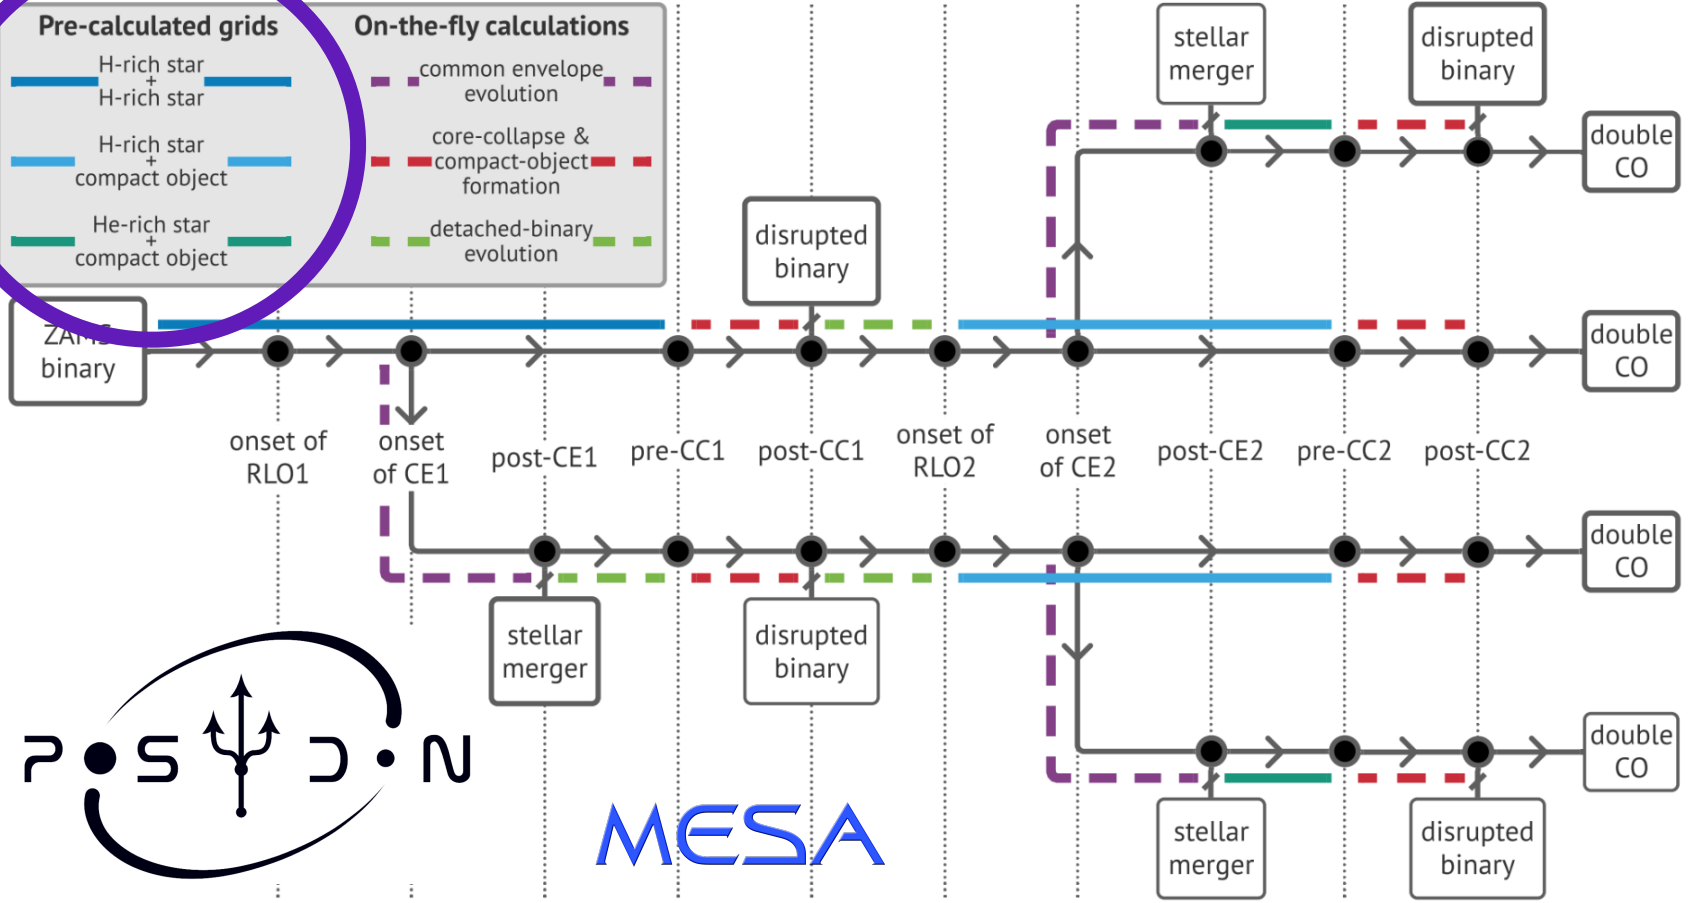 Pre-calculated grids
H-rich star
+
H-rich star
H-rich star
+
compact object
He-rich star
+
compact object
On-the-fly calculations
common envelope
evolution
core-collapse &
compact-object
formation
detached-binary
evolution
stellar
merger
disrupted
binary
double
CO
disrupted
binary
ZAMS
binary
double
CO
onset of
RLO1
onset
of CE1
post-CE1
pre-CC1
post-CC1
onset of
RLO2
onset
of CE2
post-CE2
pre-CC2
post-CC2
double
CO
stellar
merger
disrupted
binary
double
CO
POSYDON
MESA
stellar
merger
disrupted
binary